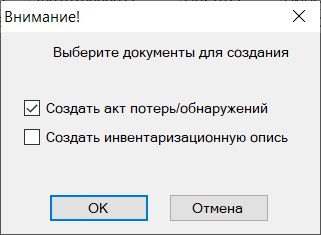 Внимание!
Выберите документы для создания
Создать акт потерь/обнаружений
Создать инвентаризационную опись
OK
Отмена